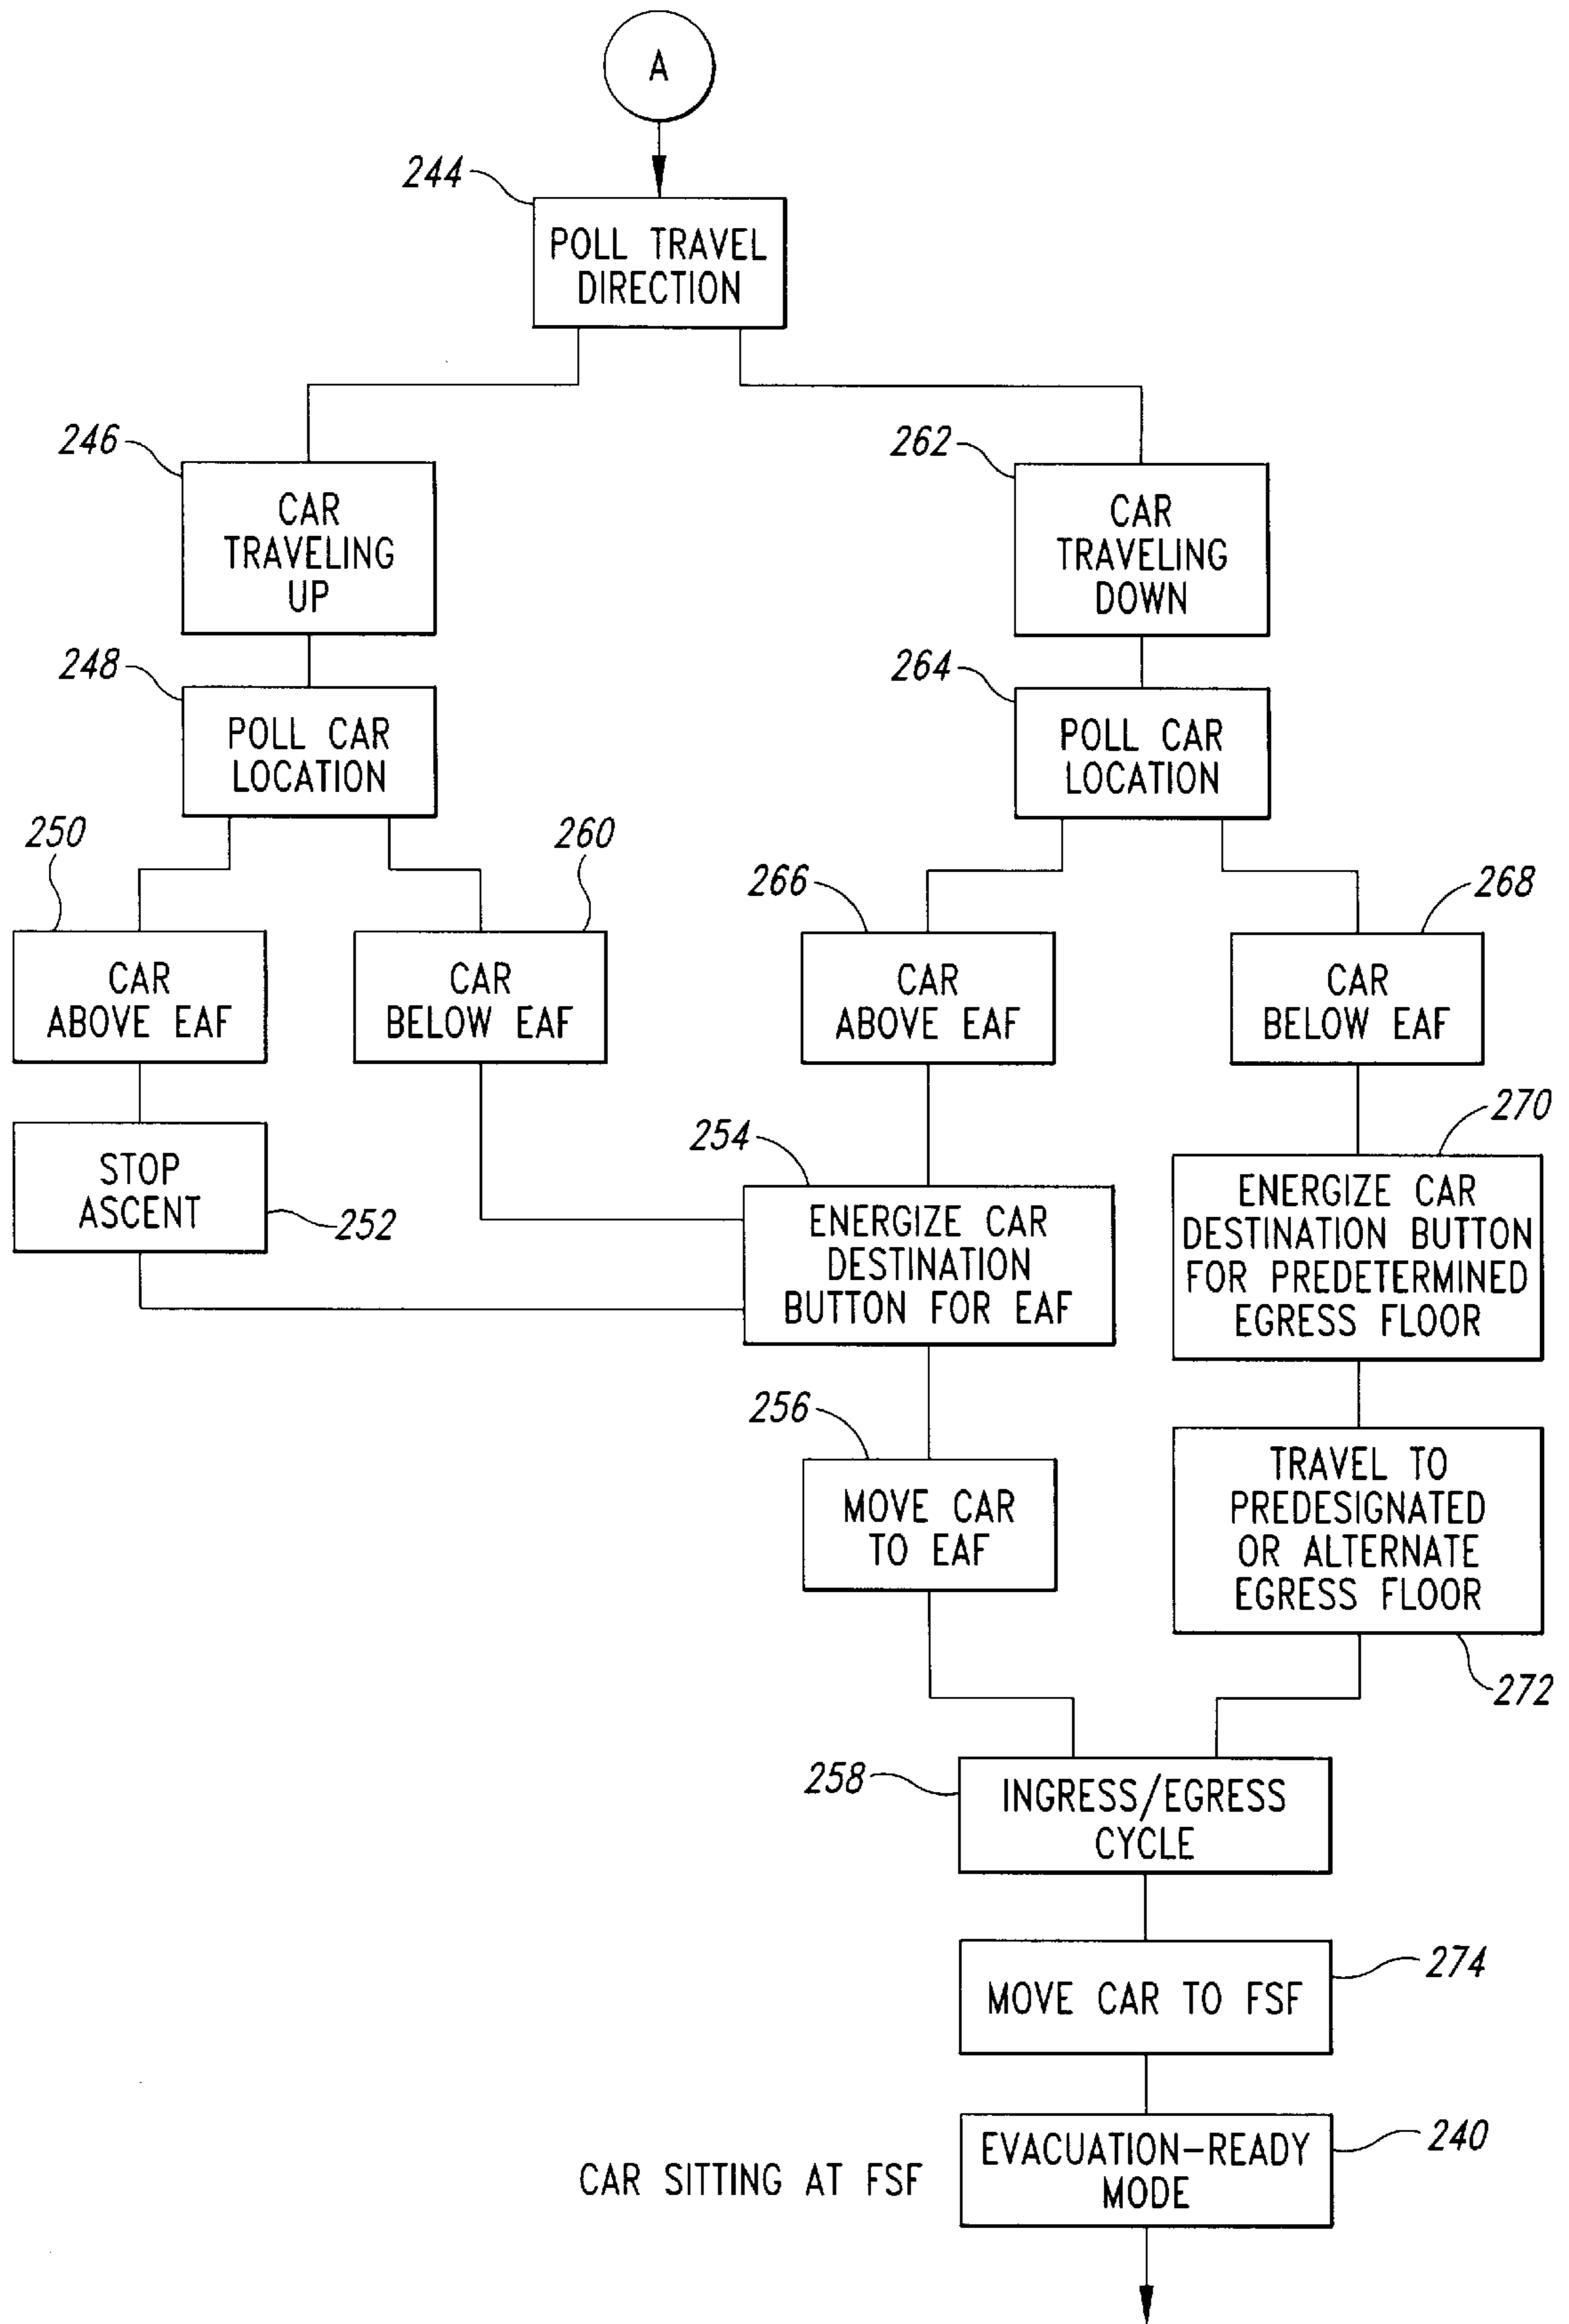 A
244
POLL TRAVEL
DIRECTION
246
CAR
TRAVELING
UP
262
CAR
TRAVELING
DOWN
248
POLL CAR
LOCATION
264
POLL CAR
LOCATION
250
CAR
ABOVE EAF
260
CAR
BELOW EAF
266
CAR
ABOVE EAF
268
CAR
BELOW EAF
STOP
ASCENT
252
254
ENERGIZE CAR
DESTINATION
BUTTON FOR EAF
270
ENERGIZE CAR
DESTINATION BUTTON
FOR PREDETERMINED
EGRESS FLOOR
256
MOVE CAR
TO EAF
TRAVEL TO
PREDESIGNATED
OR ALTERNATE
EGRESS FLOOR
272
258
INGRESS/EGRESS
CYCLE
274
MOVE CAR TO FSF
240
EVACUATION-READY
MODE
CAR SITTING AT FSF